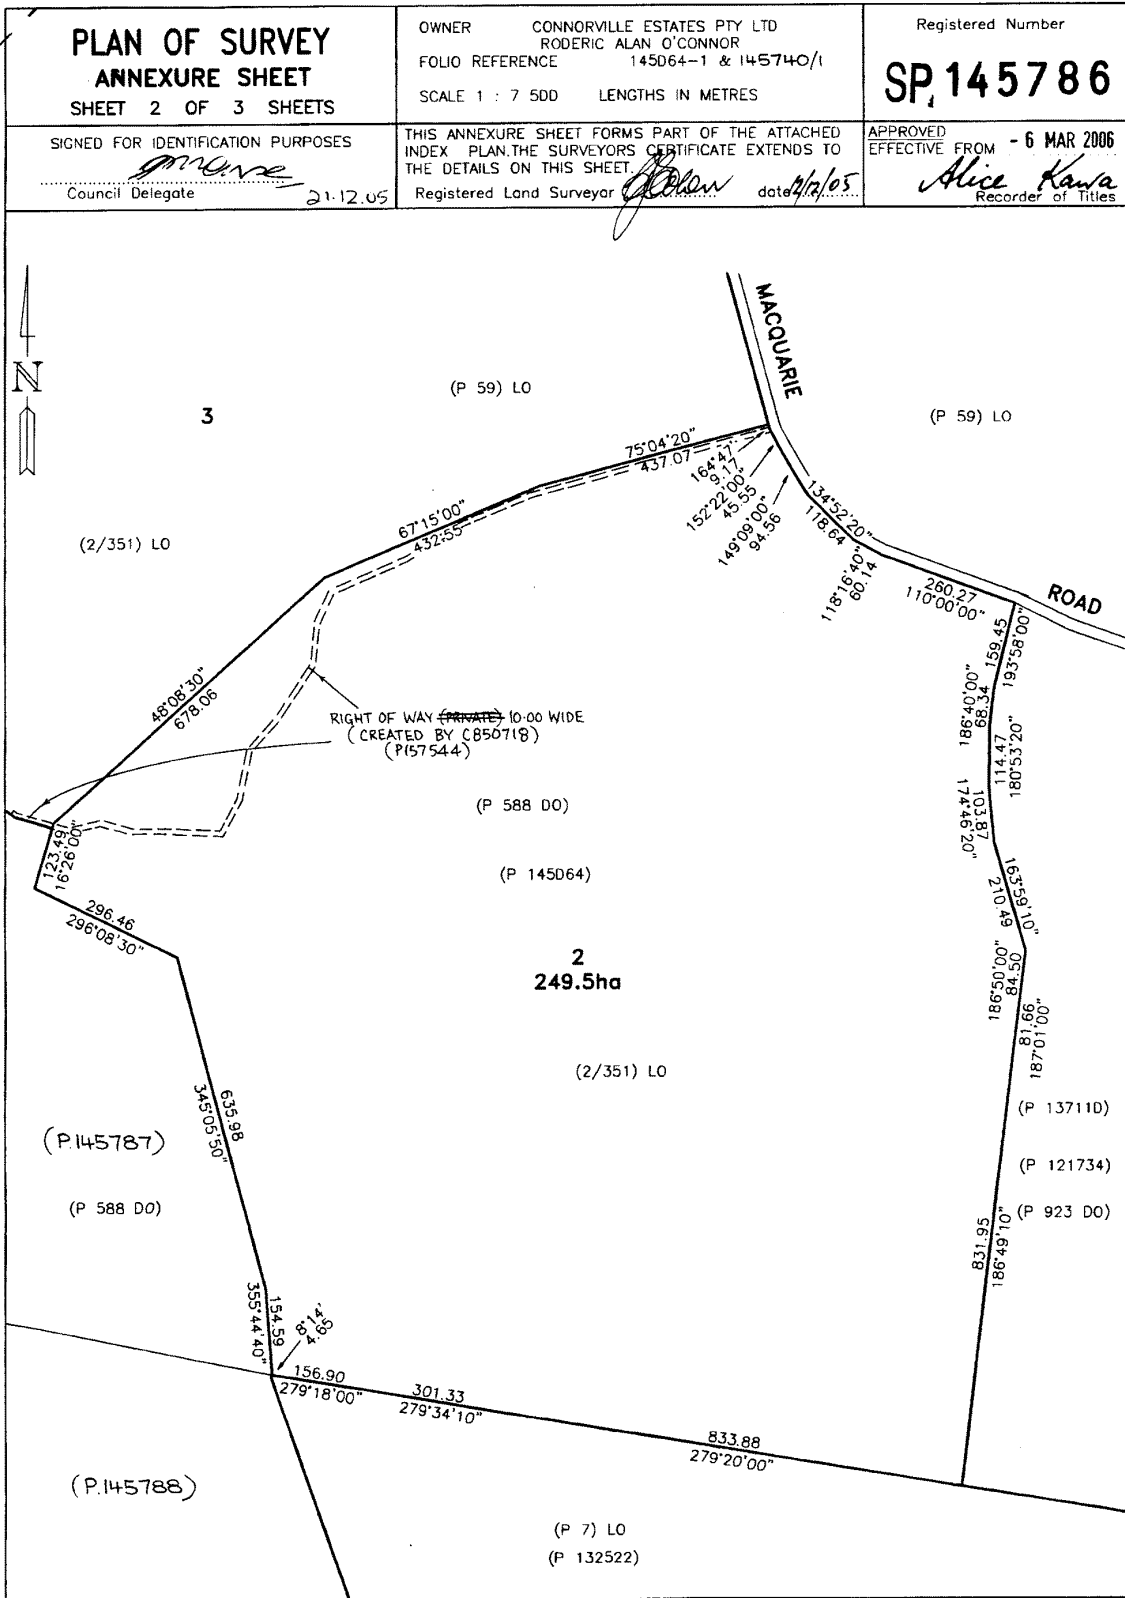 PLAN OF SURVEY
ANNEXURE SHEET
SHEET 2 OF 3 SHEETS
OWNER CONNORVILLE ESTATES PTY LTD
RODERIC ALAN O'CONNOR
FOLIO REFERENCE 145064-1 & 145740/1
SCALE 1 : 7 500 LENGTHS IN METRES
Registered Number
SP. 145786
SIGNED FOR IDENTIFICATION PURPOSES
Council Delegate 21.12.05
THIS ANNEXURE SHEET FORMS PART OF THE ATTACHED
INDEX PLAN. THE SURVEYORS CERTIFICATE EXTENDS TO
THE DETAILS ON THIS SHEET.
Registered Land Surveyor date 12/12/05
APPROVED
EFFECTIVE FROM - 6 MAR 2006
Alice Kawa
Recorder of Titles
N
MACQUARIE
(P 59) LO
3
(P 59) LO
75°04'20"
437.07
164°47'
9.17
152°22'00"
45.55
149°09'00"
94.56
134°52'20"
118.64
67°15'00"
432.55
(2/351) LO
118°16'40"
60.14
260.27
110°00'00"
ROAD
159.45
193°58'00"
48°08'30"
678.06
186°40'00"
68.34
RIGHT OF WAY (PRIVATE) 10.00 WIDE
(CREATED BY C850718)
(P157544)
114.47
180°53'20"
(P 588 DO)
103.87
174°46'20"
123.49
16°26'00"
(P 145064)
163°59'10"
210.49
296.46
296°08'30"
2
249.5ha
186°50'00"
84.50
81.66
187°01'00"
(2/351) LO
635.98
345°05'50"
(P 137110)
(P.145787)
(P 121734)
(P 588 DO)
(P 923 DO)
831.95
186°49'10"
154.59
355°44'40"
8°14'
4.65
156.90
279°18'00"
301.33
279°34'10"
833.88
279°20'00"
(P.145788)
(P 7) LO
(P 132522)